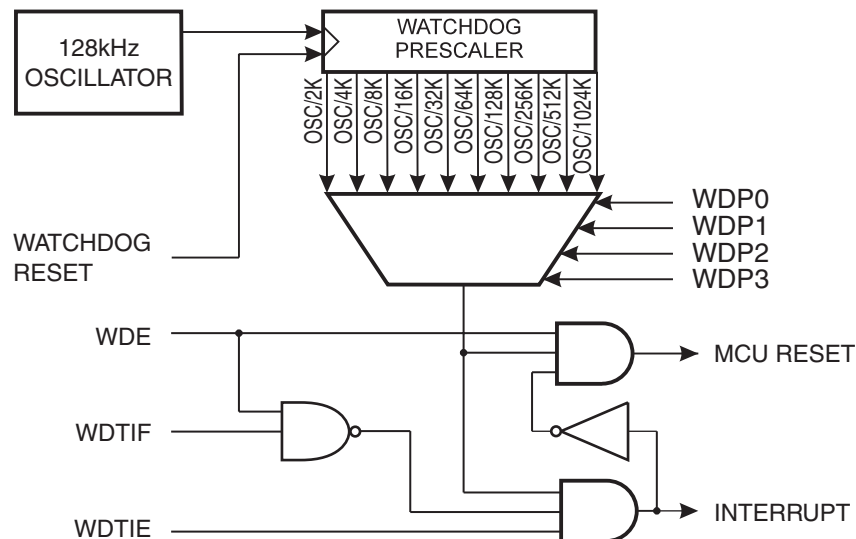 128kHz
OSCILLATOR
WATCHDOG
PRESCALER
OSC/2K
OSC/4K
OSC/8K
OSC/16K
OSC/32K
OSC/64K
OSC/128K
OSC/256K
OSC/512K
OSC/1024K
WDP0
WDP1
WDP2
WDP3
WATCHDOG
RESET
WDE
MCU RESET
WDTIF
INTERRUPT
WDTIE